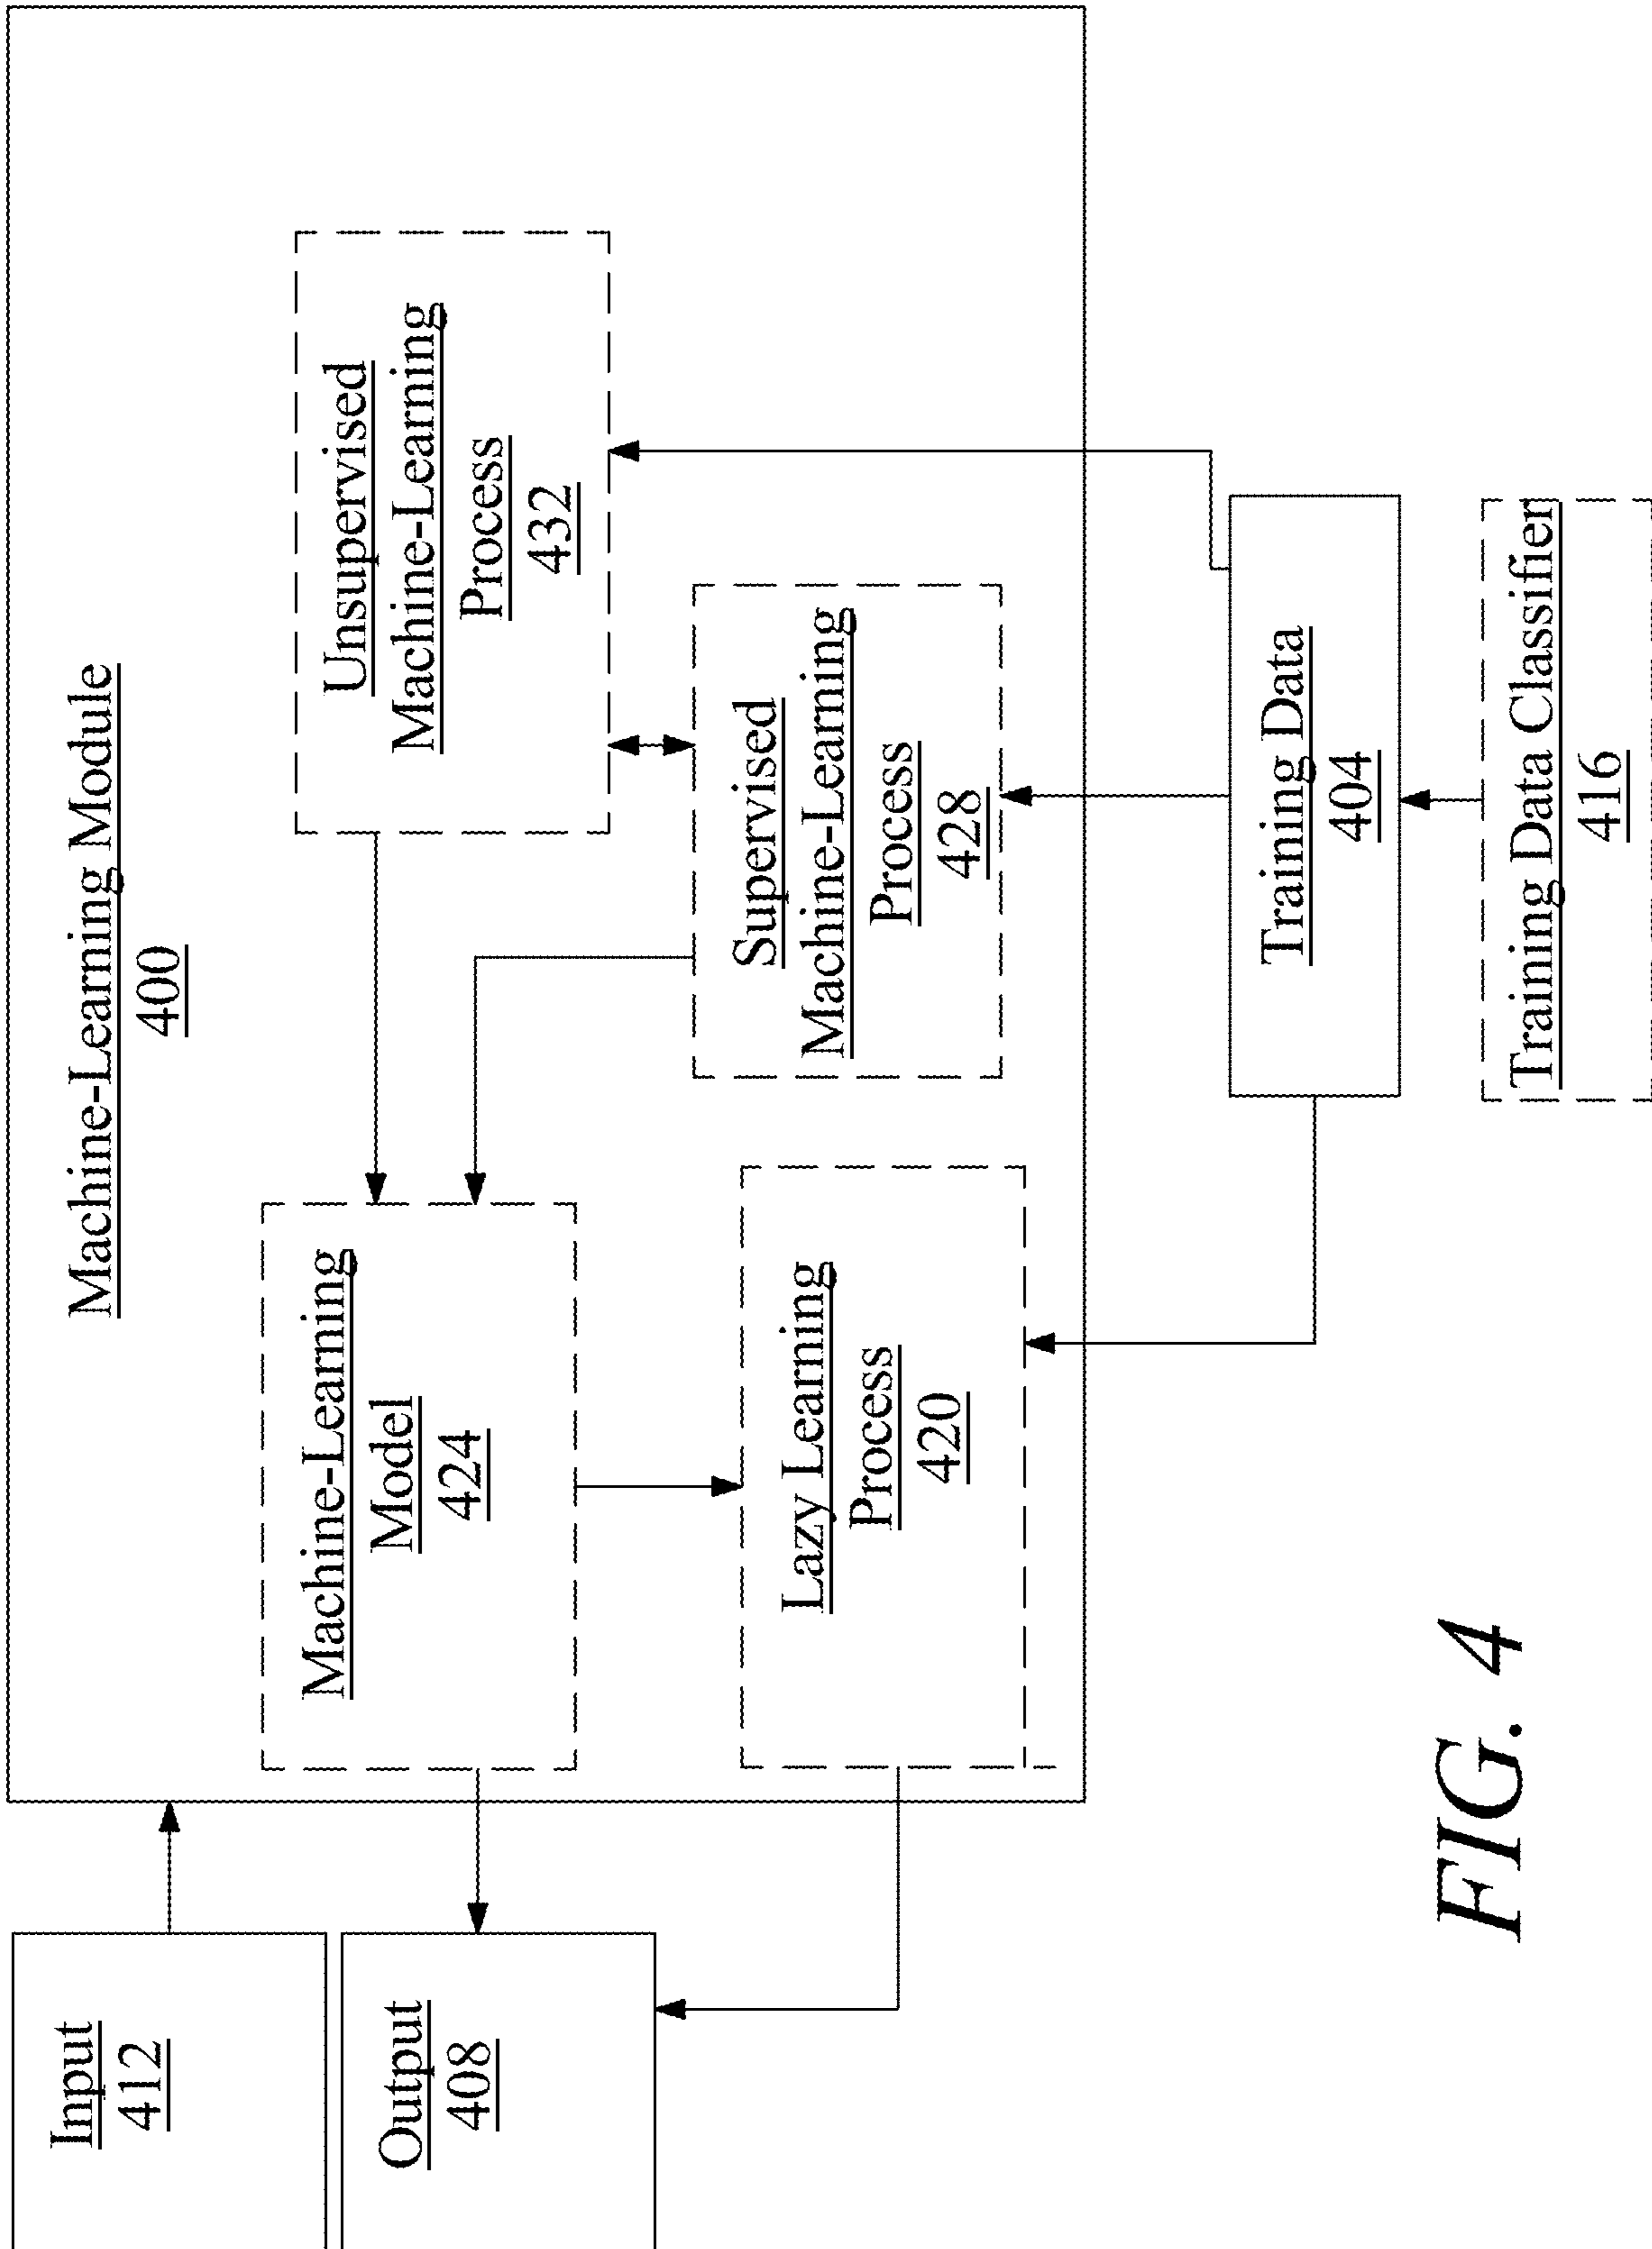 Machine-Learning Module
400
Input
412
Output
408
Machine-Learning
Model
424
Unsupervised
Machine-Learning
Process
432
Lazy Learning
Process
420
Supervised
Machine-Learning
Process
428
Training Data
404
Training Data Classifier
416
FIG. 4